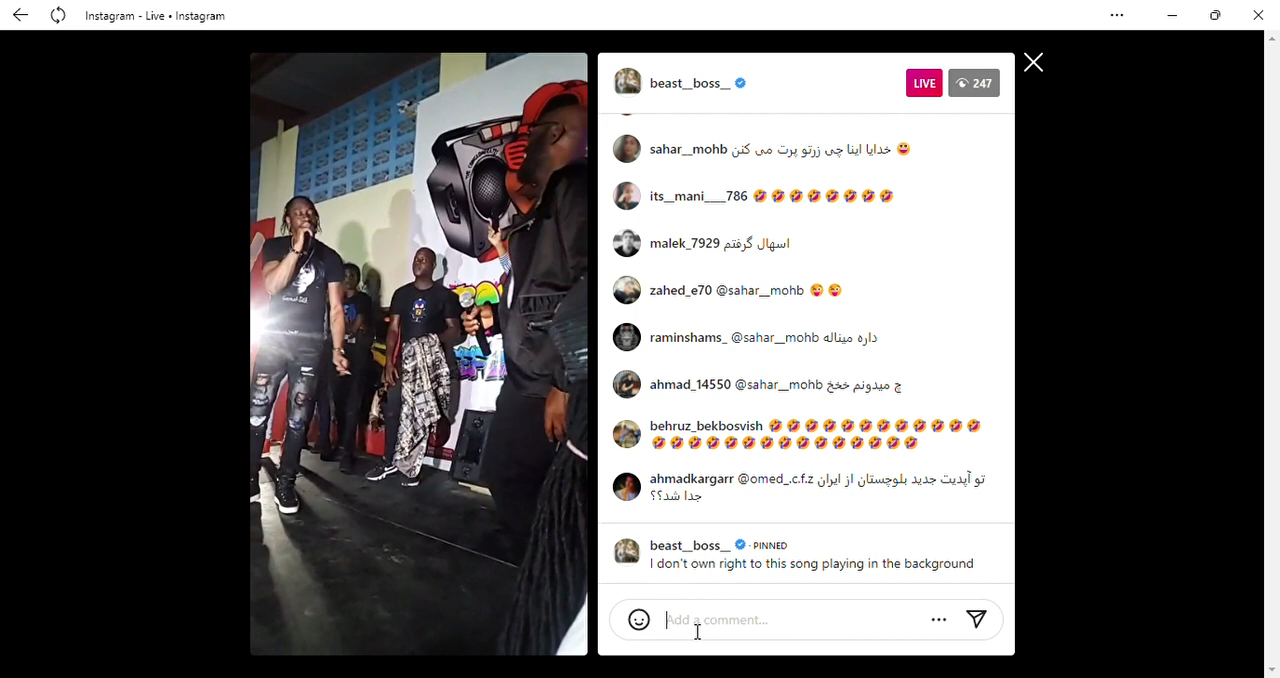 Instagram - Live • Instagram
beast__boss__
LIVE
247
sahar__mohb خدایا اینا چی زرتو پرت می کنن 😀
its__mani___786 🤣🤣🤣🤣🤣🤣🤣🤣
malek_7929 اسهال گرفتم
zahed_e70 @sahar__mohb 😜😜
raminshams_ @sahar__mohb داره میناله
ahmad_14550 @sahar__mohb چ میدونم خخخ
behruz_bekbosvish 🤣🤣🤣🤣🤣🤣🤣🤣🤣🤣🤣🤣
🤣🤣🤣🤣🤣🤣🤣🤣🤣🤣🤣🤣🤣🤣🤣
ahmadkargarr @omed_.c.f.z تو آپدیت جدید بلوچستان از ایران
جدا شد؟؟
beast__boss__ · PINNED
I don't own right to this song playing in the background
Add a comment...